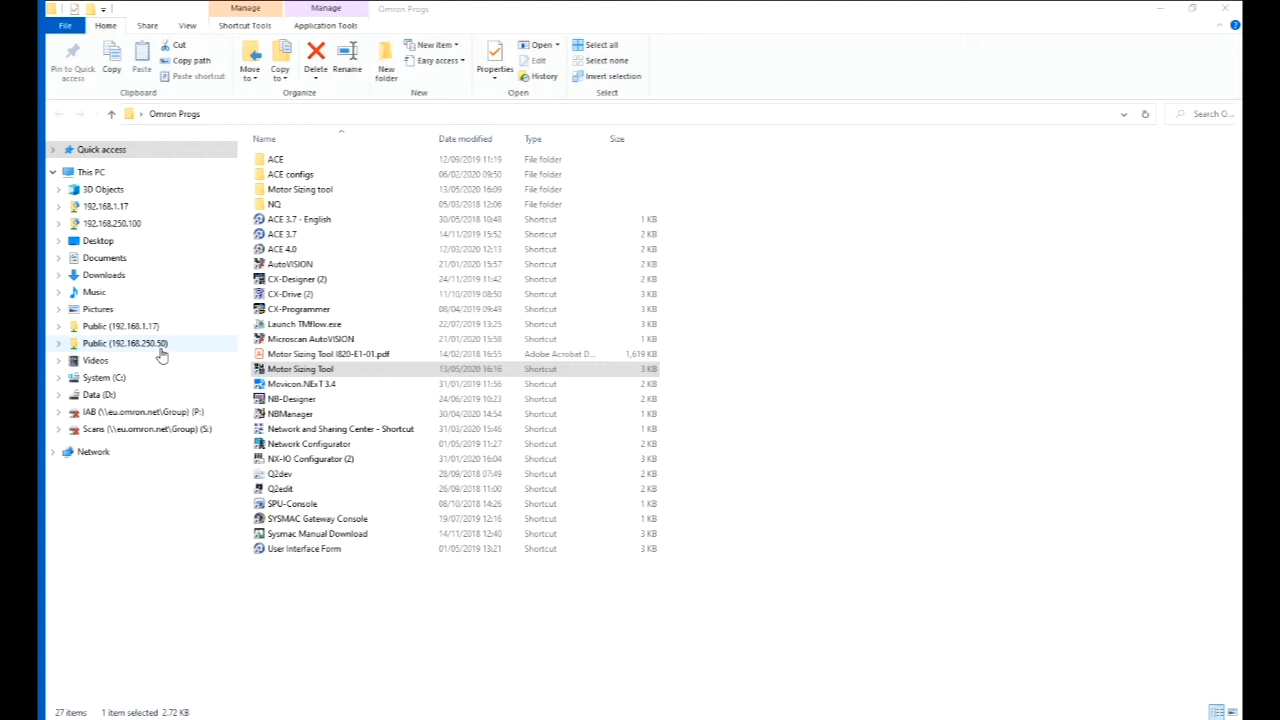 Manage Manage Omron Progs
File Home Share View Shortcut Tools Application Tools
Pin to Quick access
Copy
Paste
Cut
Copy path
Paste shortcut
Clipboard
Move to
Copy to
Delete
Rename
Organize
New folder
New item
Easy access
New
Properties
Open
Edit
History
Open
Select all
Select none
Invert selection
Select
Omron Progs
Search O...
Quick access
This PC
3D Objects
192.168.1.17
192.168.250.100
Desktop
Documents
Downloads
Music
Pictures
Public (192.168.1.17)
Public (192.168.250.50)
Videos
System (C:)
Data (D:)
IAB (\\eu.omron.net\Group) (P:)
Scans (\\eu.omron.net\Group) (S:)
Network
Name Date modified Type Size
ACE 12/09/2019 11:19 File folder
ACE configs 06/02/2020 09:50 File folder
Motor Sizing tool 13/05/2020 16:09 File folder
NQ 05/03/2018 12:06 File folder
ACE 3.7 - English 30/05/2018 10:48 Shortcut 1 KB
ACE 3.7 14/11/2019 15:52 Shortcut 2 KB
ACE 4.0 12/03/2020 12:13 Shortcut 2 KB
AutoVISION 21/01/2020 15:57 Shortcut 2 KB
CX-Designer (2) 24/11/2019 11:42 Shortcut 2 KB
CX-Drive (2) 11/10/2019 08:50 Shortcut 3 KB
CX-Programmer 08/04/2019 09:49 Shortcut 3 KB
Launch TMflow.exe 22/07/2019 13:25 Shortcut 3 KB
Microscan AutoVISION 21/01/2020 15:58 Shortcut 2 KB
Motor Sizing Tool I820-E1-01.pdf 14/02/2018 16:55 Adobe Acrobat D... 1,619 KB
Motor Sizing Tool 13/05/2020 16:16 Shortcut 3 KB
Movicon.NExT 3.4 31/01/2019 11:56 Shortcut 2 KB
NB-Designer 24/06/2019 10:23 Shortcut 2 KB
NBManager 30/04/2020 14:54 Shortcut 1 KB
Network and Sharing Center - Shortcut 31/03/2020 15:46 Shortcut 1 KB
Network Configurator 01/05/2019 11:27 Shortcut 3 KB
NX-IO Configurator (2) 31/01/2020 16:04 Shortcut 3 KB
Q2dev 28/09/2018 07:49 Shortcut 2 KB
Q2edit 26/09/2018 11:00 Shortcut 2 KB
SPU-Console 08/10/2018 14:26 Shortcut 1 KB
SYSMAC Gateway Console 19/07/2019 12:16 Shortcut 1 KB
Sysmac Manual Download 14/11/2018 12:40 Shortcut 3 KB
User Interface Form 01/05/2019 13:21 Shortcut 3 KB
27 items 1 item selected 2.72 KB